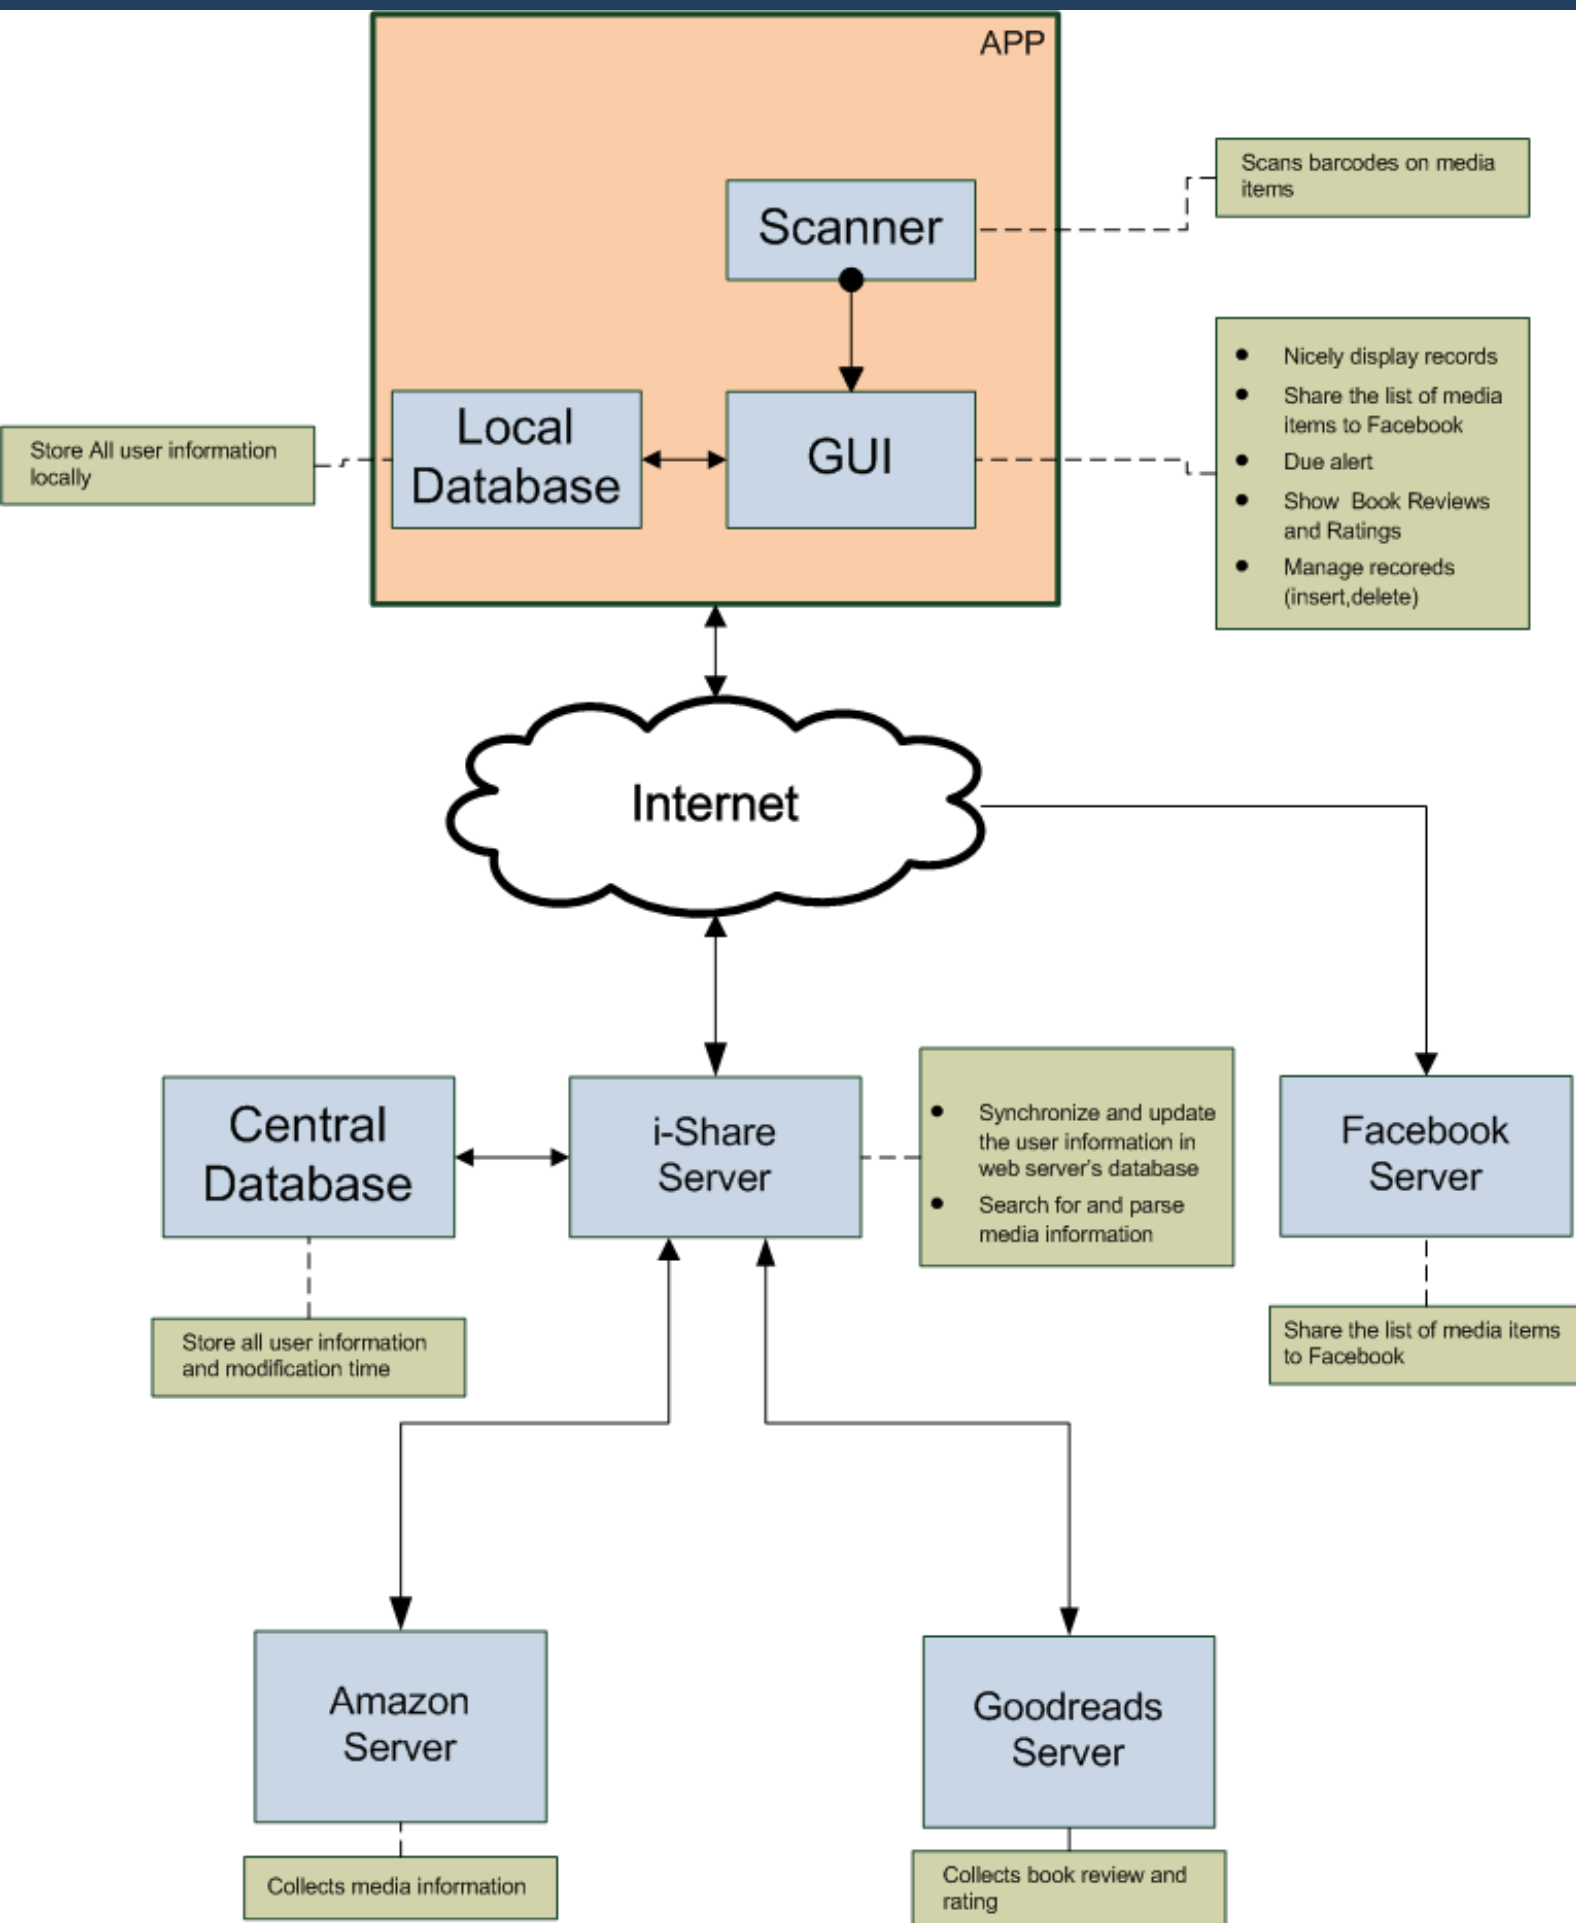 APP
Scans barcodes on media
items
Scanner
Nicely display records
Share the list of media
items to Facebook
Due alert
Show Book Reviews
and Ratings
Manage recoreds
(insert,delete)
Local
Database
GUI
Store All user information
locally
Internet
Central
Database
i-Share
Server
Synchronize and update
the user information in
web server's database
Search for and parse
media information
Facebook
Server
Store all user information
and modification time
Share the list of media items
to Facebook
Amazon
Server
Goodreads
Server
Collects media information
Collects book review and
rating